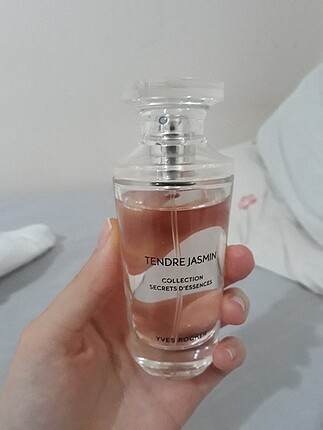 TENDRE JASMIN
COLLECTION
SECRETS D'ESSENCES
YVES ROCHER